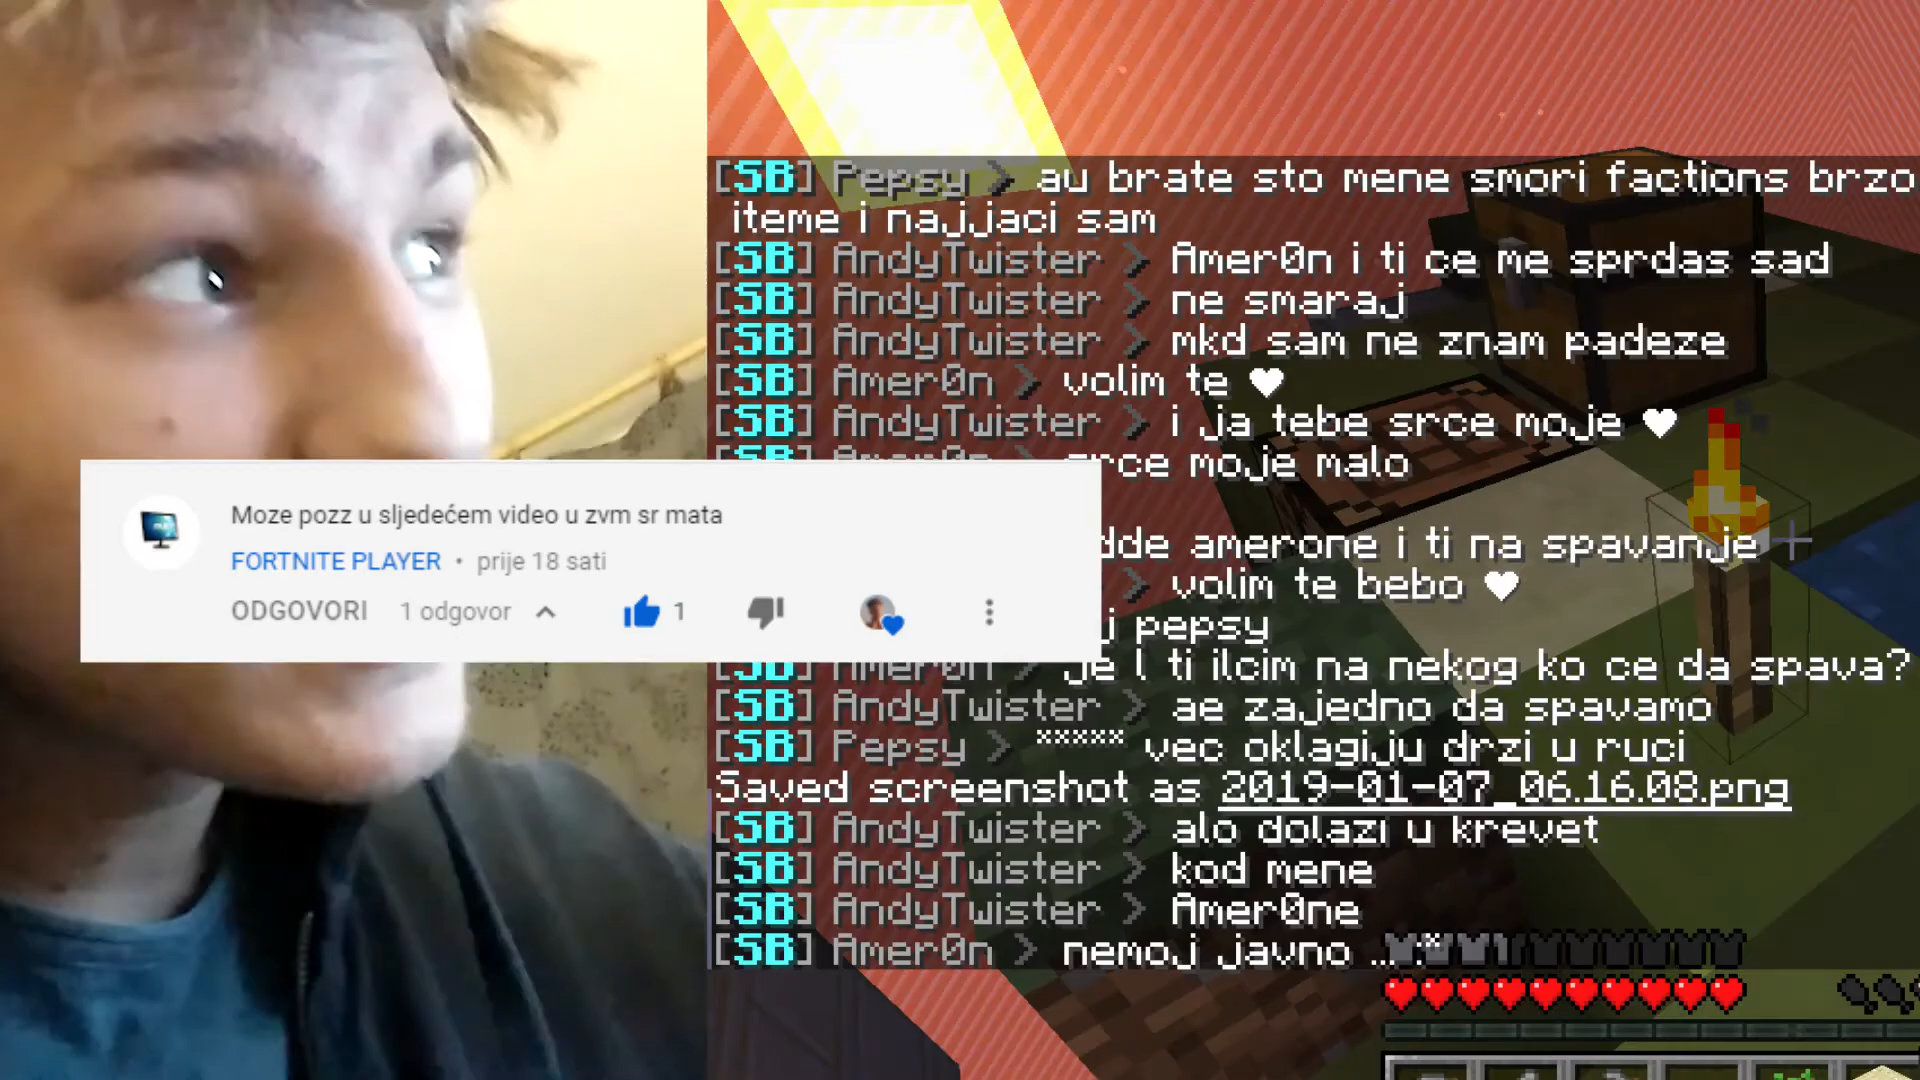 [SB] Pepsy > au brate sto mene smori factions brzo
iteme i najjaci sam
[SB] AndyTwister > Amer0n i ti ce me sprdas sad
[SB] AndyTwister > ne smaraj
[SB] AndyTwister > mkd sam ne znam padeze
[SB] Amer0n > volim te ♥
[SB] AndyTwister > i ja tebe srce moje ♥
[SB] Amer0n srce moje malo
Moze pozz u sljedećem video u zvm sr mata
FORTNITE PLAYER • prije 18 sati
ODGOVORI 1 odgovor 1
dde amerone i ti na spavanje
> volim te bebo ♥
j pepsy
[SB] Amer0n > je l ti ilcim na nekog ko ce da spava?
[SB] AndyTwister > ae zajedno da spavamo
[SB] Pepsy > ***** vec oklagiju drzi u ruci
Saved screenshot as 2019-01-07_06.16.08.png
[SB] AndyTwister > alo dolazi u krevet
[SB] AndyTwister > kod mene
[SB] AndyTwister > Amer0ne
[SB] Amer0n > nemoj javno ..